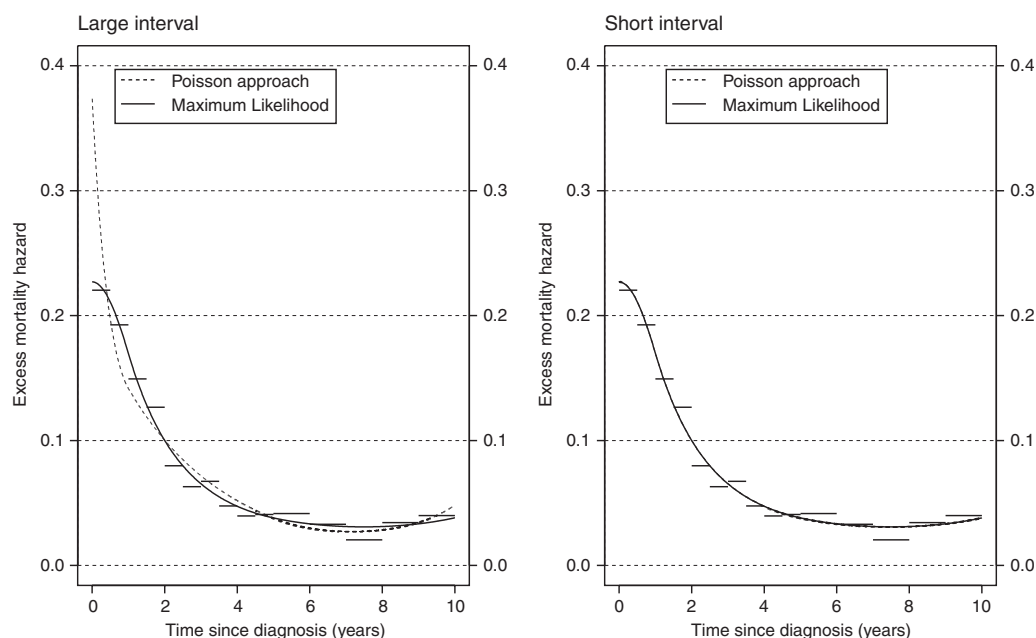 Large interval
0.4
0.3
0.2
0.1
0.0
Excess mortality hazard
Poisson approach
Maximum Likelihood
0.4
0.3
0.2
0.1
0.0
0 2 4 6 8 10
Time since diagnosis (years)
Short interval
0.4
0.3
0.2
0.1
0.0
Excess mortality hazard
Poisson approach
Maximum Likelihood
0.4
0.3
0.2
0.1
0.0
0 2 4 6 8 10
Time since diagnosis (years)